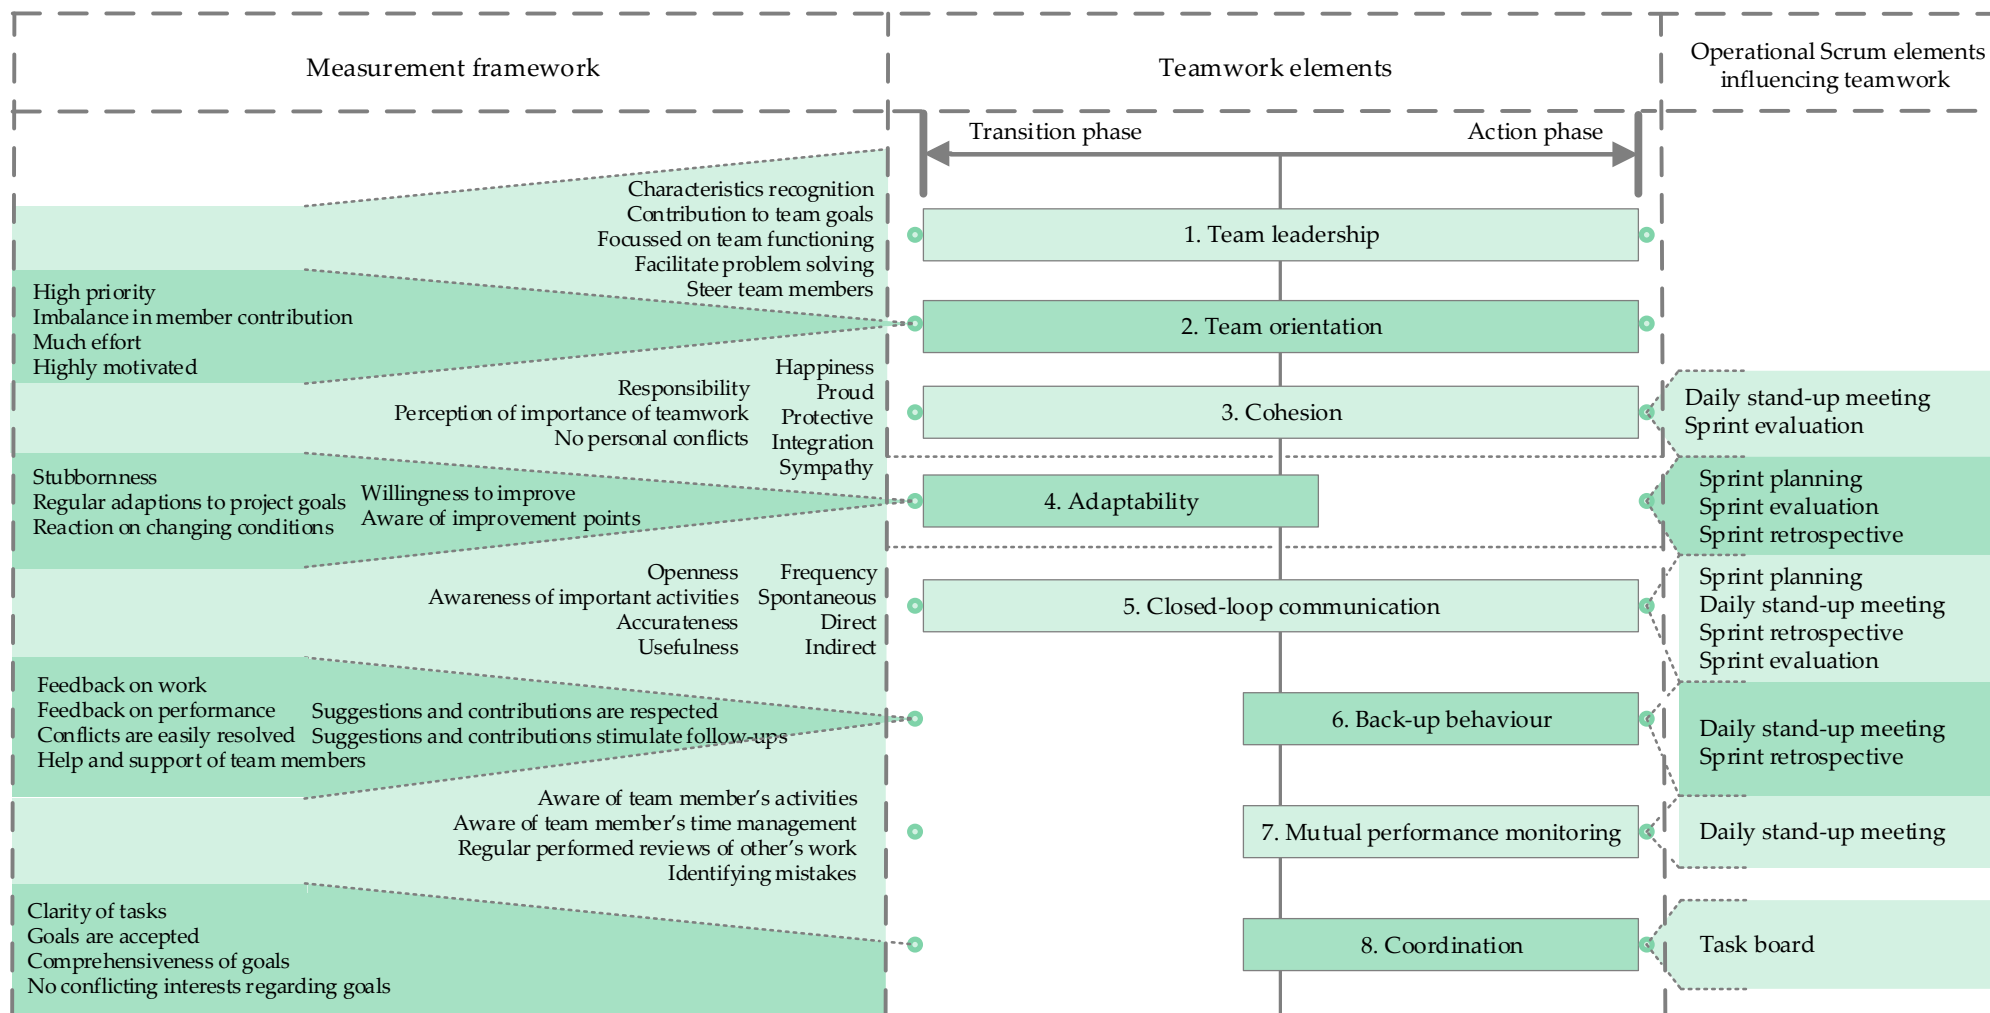 Measurement framework
Teamwork elements
Operational Scrum elements
influencing teamwork
Transition phase
Action phase
Characteristics recognition
Contribution to team goals
Focussed on team functioning
Facilitate problem solving
Steer team members
1. Team leadership
High priority
Imbalance in member contribution
Much effort
Highly motivated
2. Team orientation
Responsibility
Perception of importance of teamwork
No personal conflicts
Happiness
Proud
Protective
Integration
Sympathy
3. Cohesion
Daily stand-up meeting
Sprint evaluation
Stubbornness
Regular adaptions to project goals
Reaction on changing conditions
Willingness to improve
Aware of improvement points
4. Adaptability
Sprint planning
Sprint evaluation
Sprint retrospective
Openness
Awareness of important activities
Accurateness
Usefulness
Frequency
Spontaneous
Direct
Indirect
5. Closed-loop communication
Sprint planning
Daily stand-up meeting
Sprint retrospective
Sprint evaluation
Feedback on work
Feedback on performance
Conflicts are easily resolved
Help and support of team members
Suggestions and contributions are respected
Suggestions and contributions stimulate follow-ups
6. Back-up behaviour
Daily stand-up meeting
Sprint retrospective
Aware of team member's activities
Aware of team member's time management
Regular performed reviews of other's work
Identifying mistakes
7. Mutual performance monitoring
Daily stand-up meeting
Clarity of tasks
Goals are accepted
Comprehensiveness of goals
No conflicting interests regarding goals
8. Coordination
Task board